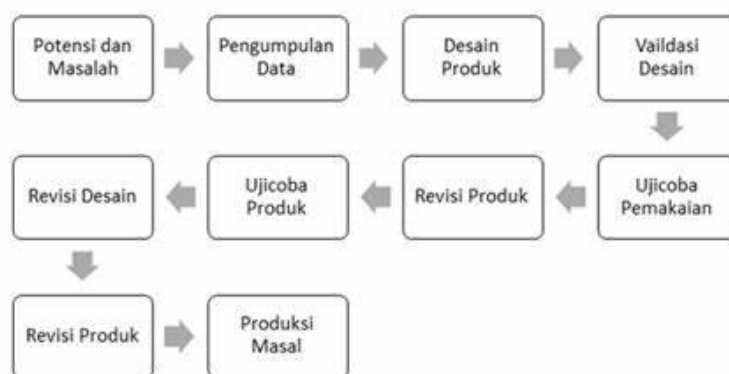 Potensi dan
Masalah
Pengumpulan
Data
Desain
Produk
Vaildasi
Desain
Ujicoba
Pemakaian
Revisi Produk
Ujicoba
Produk
Revisi Desain
Revisi Produk
Produksi
Masal